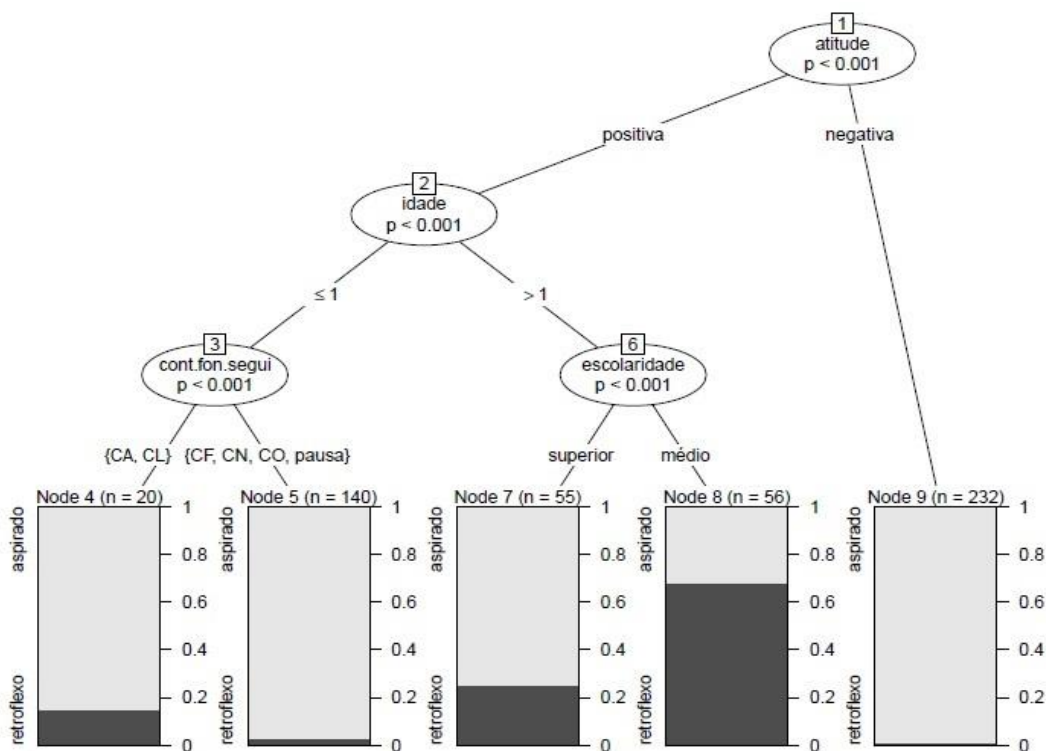 1
atitude
p < 0.001
positiva
negativa
2
idade
p < 0.001
≤ 1
> 1
3
cont.fon.segui
p < 0.001
6
escolaridade
p < 0.001
{CA, CL}
{CF, CN, CO, pausa}
superior
médio
Node 4 (n = 20)
aspirado
retroflexo
1
0.8
0.6
0.4
0.2
0
Node 5 (n = 140)
aspirado
retroflexo
1
0.8
0.6
0.4
0.2
0
Node 7 (n = 55)
aspirado
retroflexo
1
0.8
0.6
0.4
0.2
0
Node 8 (n = 56)
aspirado
retroflexo
1
0.8
0.6
0.4
0.2
0
Node 9 (n = 232)
aspirado
retroflexo
1
0.8
0.6
0.4
0.2
0